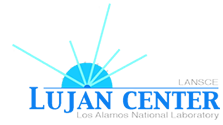 LANSCE
LUJAN CENTER
Los Alamos National Laboratory